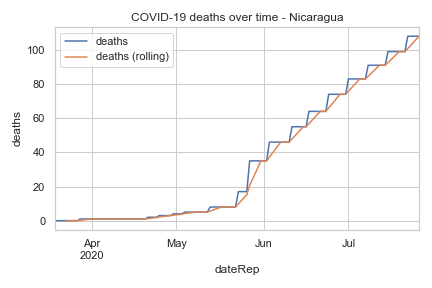 COVID-19 deaths over time - Nicaragua
deaths
deaths (rolling)
100
80
60
40
20
0
deaths
Apr
2020
May
Jun
Jul
dateRep